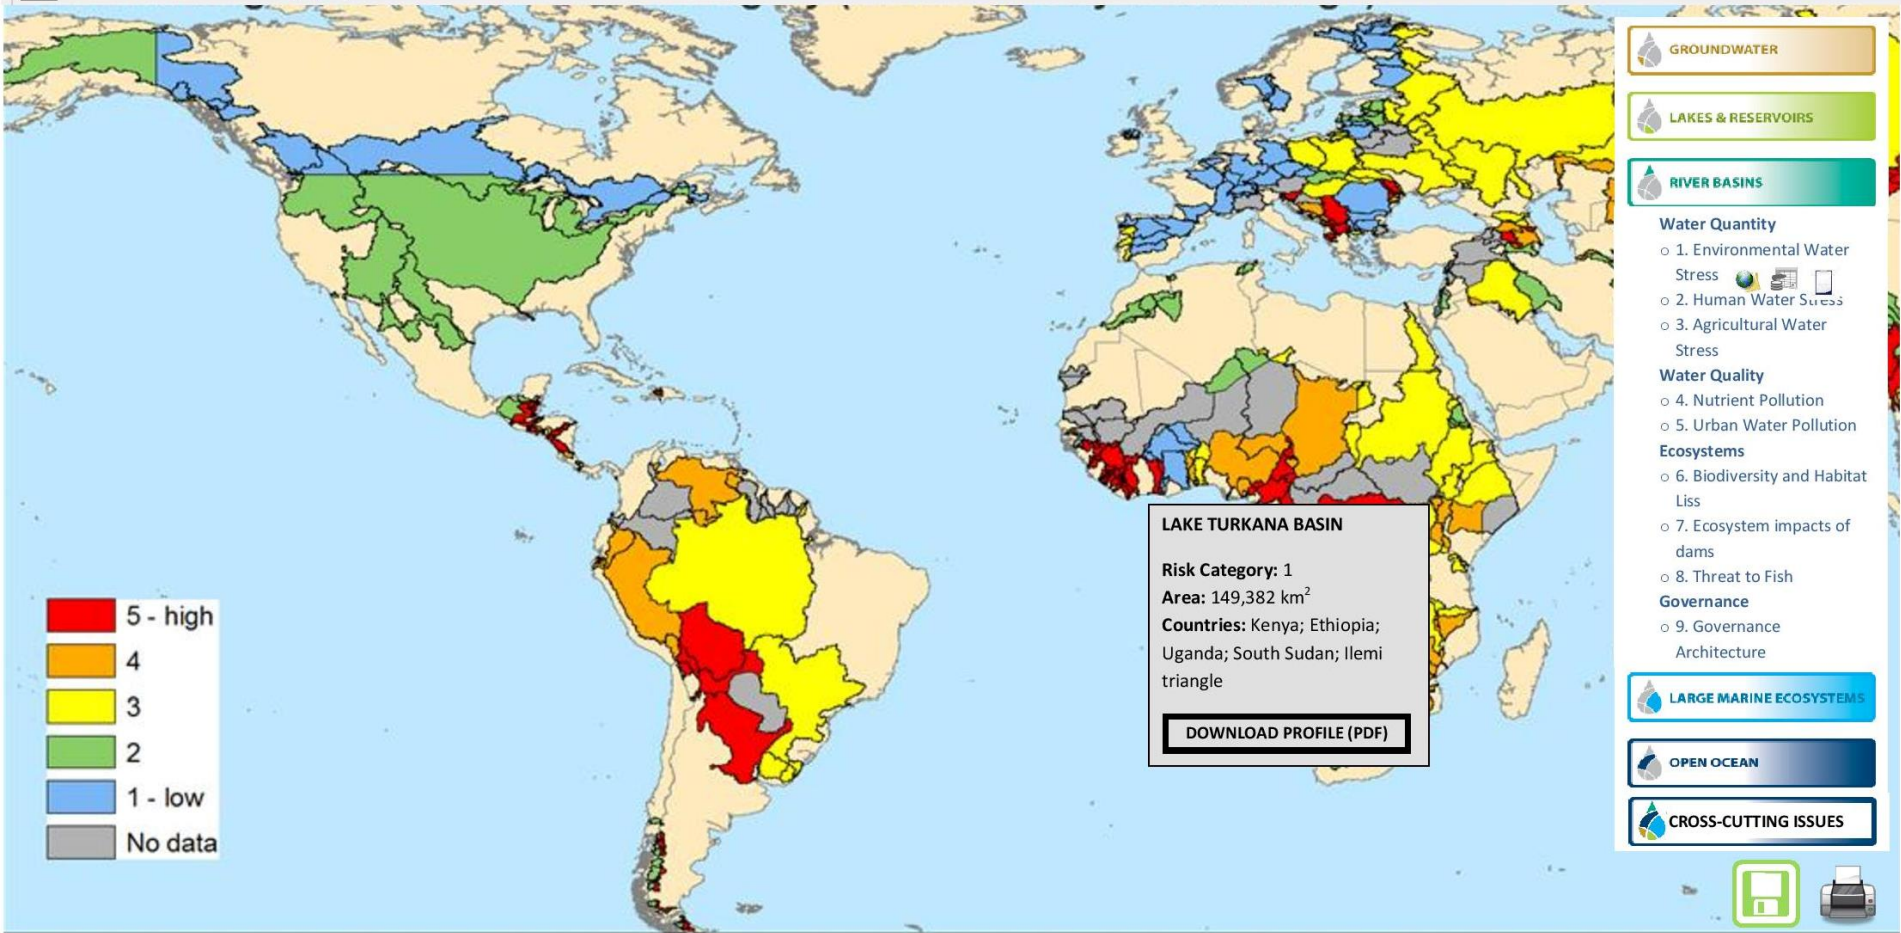 GROUNDWATER
LAKES & RESERVOIRS
RIVER BASINS
Water Quantity
○ 1. Environmental Water
Stress
○ 2. Human Water Stress
○ 3. Agricultural Water
Stress
Water Quality
○ 4. Nutrient Pollution
○ 5. Urban Water Pollution
Ecosystems
○ 6. Biodiversity and Habitat
Liss
○ 7. Ecosystem impacts of
dams
○ 8. Threat to Fish
Governance
○ 9. Governance
Architecture
LARGE MARINE ECOSYSTEMS
OPEN OCEAN
CROSS-CUTTING ISSUES
LAKE TURKANA BASIN
Risk Category: 1
Area: 149,382 km²
Countries: Kenya; Ethiopia;
Uganda; South Sudan; Ilemi
triangle
DOWNLOAD PROFILE (PDF)
5 - high
4
3
2
1 - low
No data